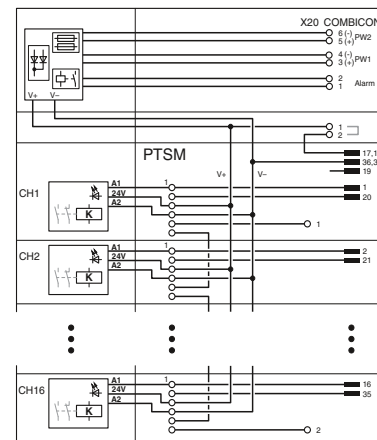 X20 COMBICON
6 (-) PW2
5 (+)
4 (-) PW1
3 (+)
2
1 Alarm
V+ V–
1
2
PTSM
17,1
36,3
19
V+ V–
CH1
A1
24V
A2
K
1
1
20
1
CH2
A1
24V
A2
K
1
2
21
CH16
A1
24V
A2
K
1
16
35
2